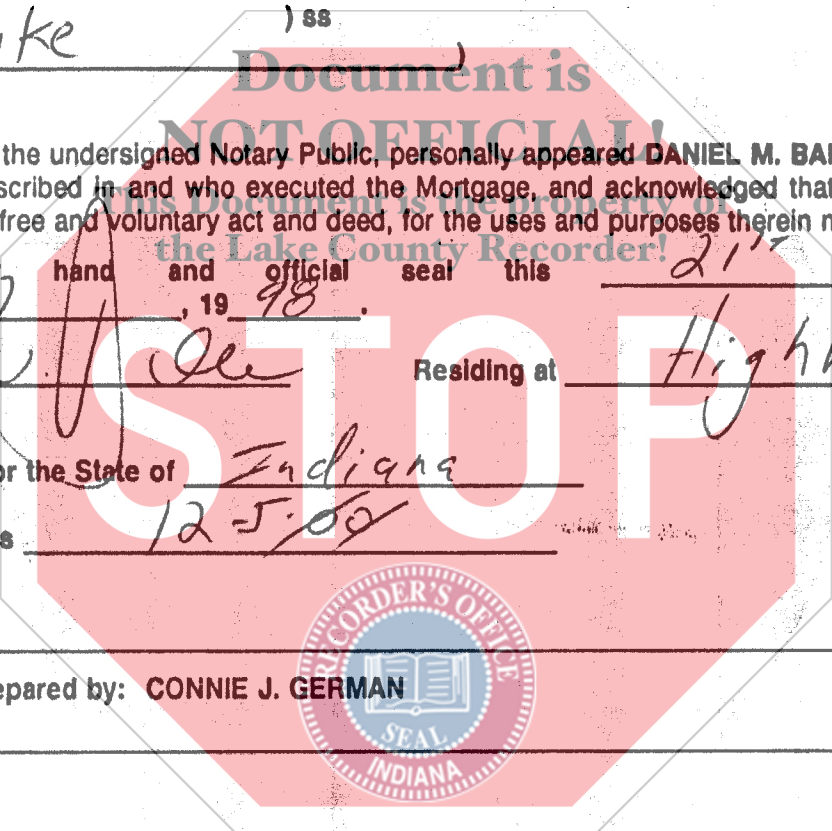 ) ss
ke
)
Document is
NOT OFFICIAL!
the undersigned Notary Public, personally appeared DANIEL M. BA
scribed in and who executed the Mortgage, and acknowledged that
This Document is the property of
free and voluntary act and deed, for the uses and purposes therein
the Lake County Recorder!
hand and official seal this 21st
, 19 98 .
Residing at High
or the State of Indiana
s 12-5-00
epared by: CONNIE J. GERMAN
STOP
RECORDER'S OFFICE
SEAL
INDIANA